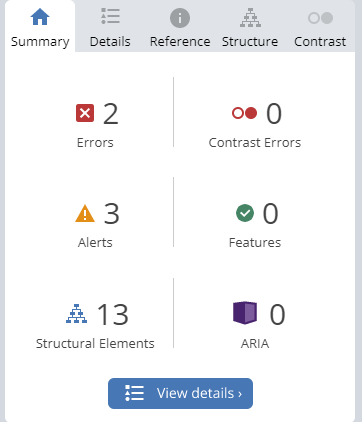 Summary Details Reference Structure Contrast
2 0
Errors Contrast Errors
3 0
Alerts Features
13 0
Structural Elements ARIA
View details ›